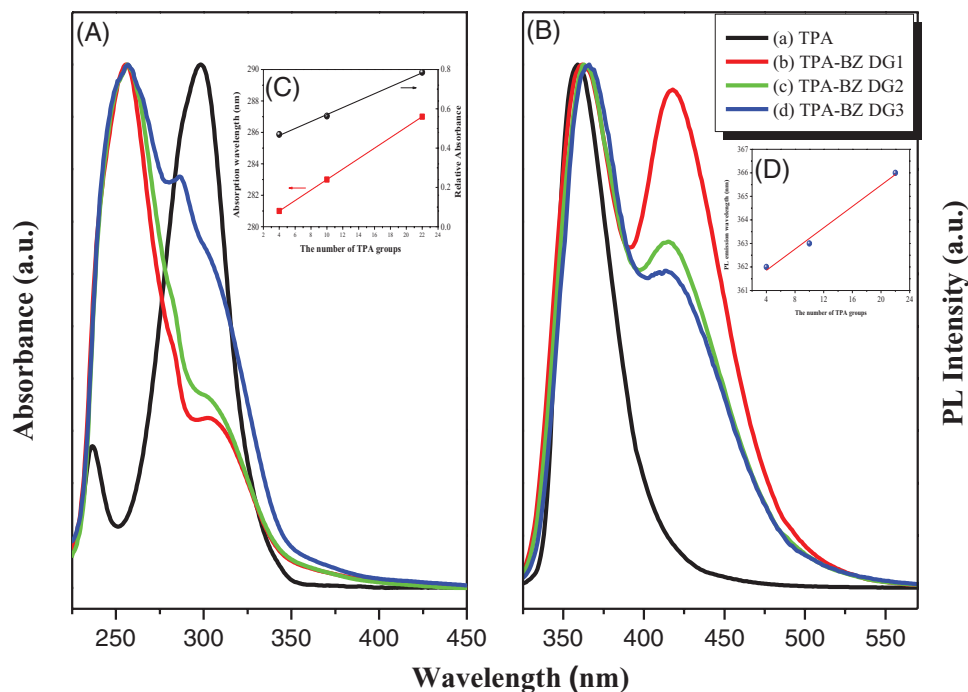 (A)
(C)
290
288
286
284
282
280
Absorption wavelength (nm)
0.8
0.6
0.4
0.2
0.0
Relative Absorbance
2 4 6 8 10 12 14 16 18 20 22 24
The number of TPA groups
Absorbance (a.u.)
250 300 350 400 450
(B)
(a) TPA
(b) TPA-BZ DG1
(c) TPA-BZ DG2
(d) TPA-BZ DG3
(D)
367
366
365
364
363
362
361
PL emission wavelength (nm)
4 8 12 16 20 24
The number of TPA groups
PL Intensity (a.u.)
350 400 450 500 550
Wavelength (nm)